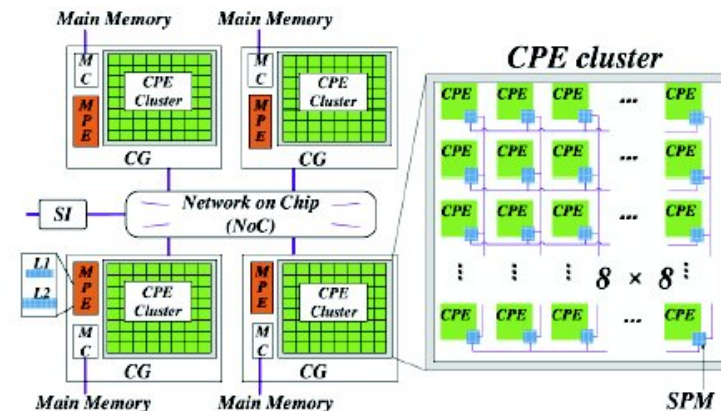 Main Memory
Main Memory
MC
MPE
CPE
Cluster
CG
MC
MPE
CPE
Cluster
CG
SI
Network on Chip
(NoC)
L1
L2
MPE
MC
CPE
Cluster
CG
MPE
MC
CPE
Cluster
CG
Main Memory
Main Memory
CPE cluster
CPE CPE CPE ... CPE
CPE CPE CPE ... CPE
CPE CPE CPE ... CPE
8 × 8
CPE CPE CPE ... CPE
SPM